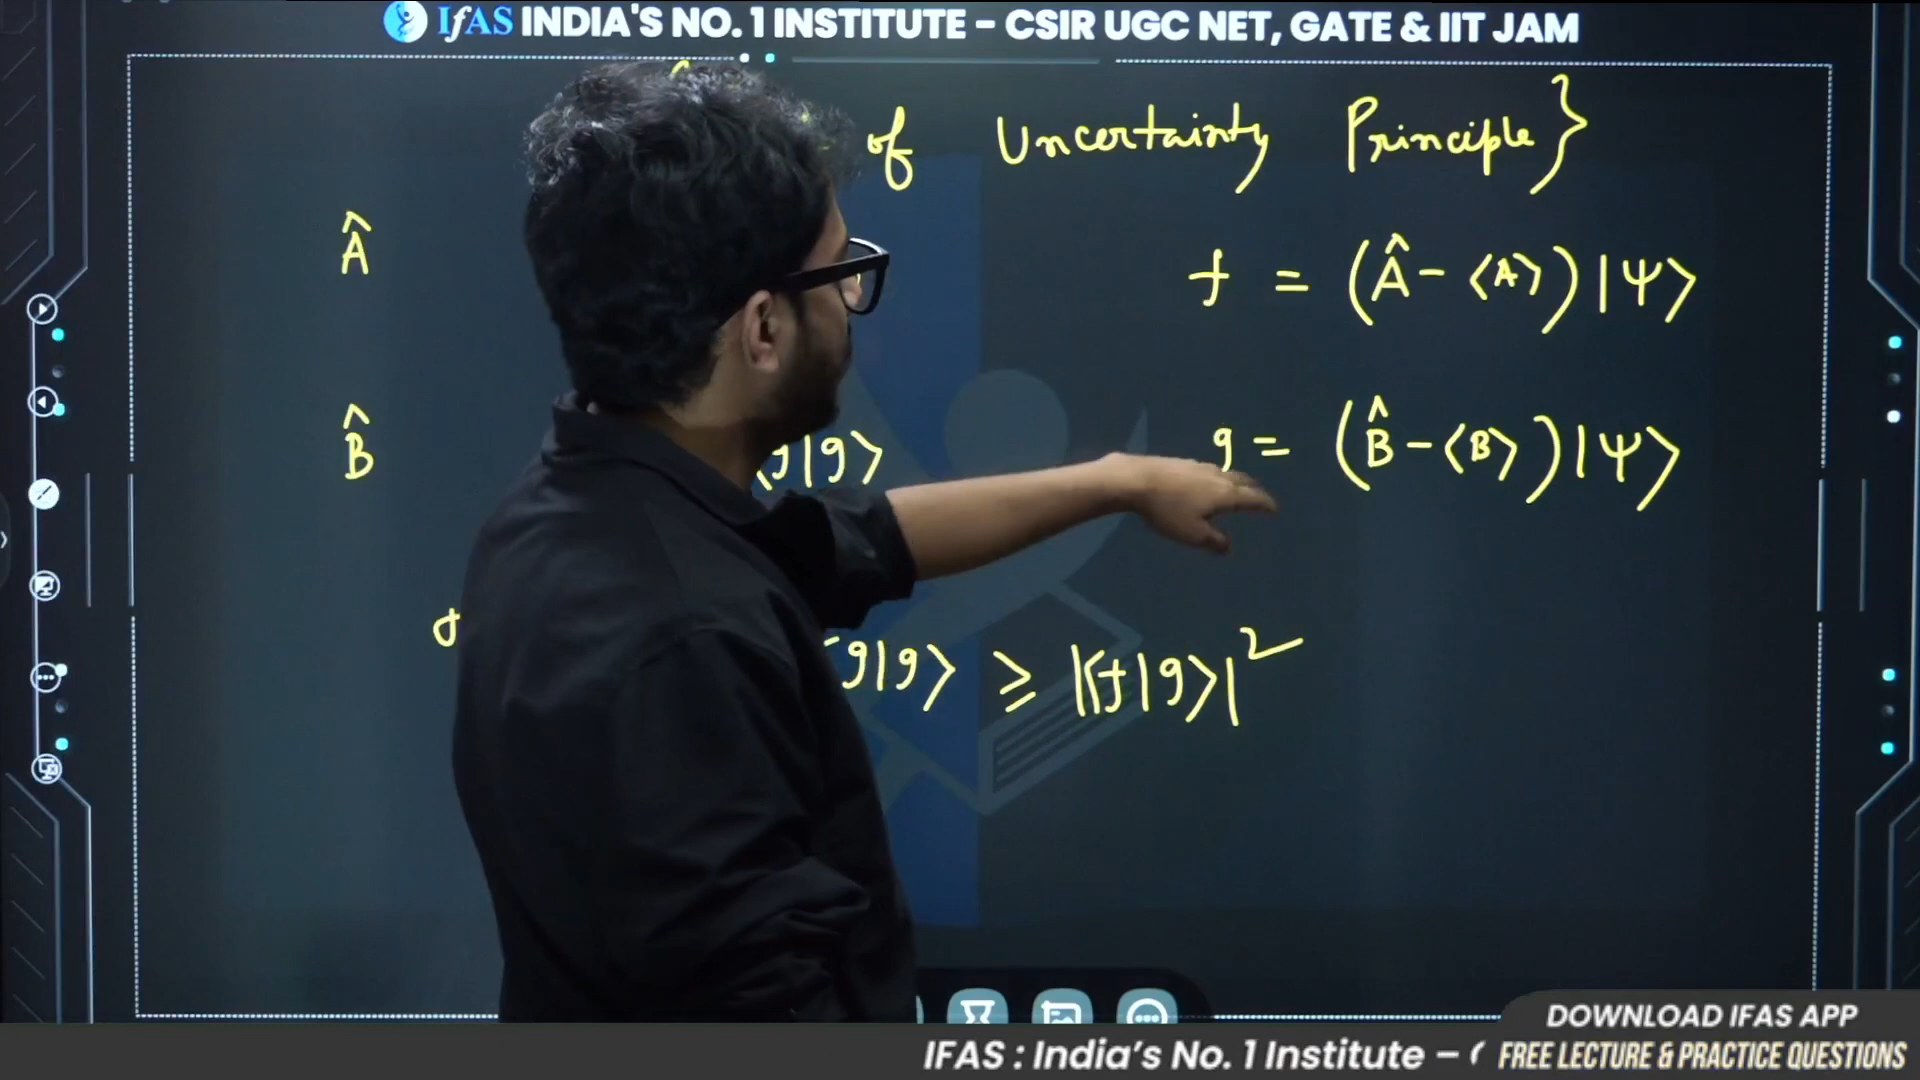 IfAS INDIA'S NO. 1 INSTITUTE - CSIR UGC NET, GATE & IIT JAM
of Uncertainty Principle}
Â
f = (Â - ⟨A⟩)|Ψ⟩
B̂
⟨g|g⟩
g = (B̂ - ⟨B⟩)|Ψ⟩
σ
g|g⟩ ≥ |⟨f|g⟩|²
DOWNLOAD IFAS APP
IFAS : India's No. 1 Institute –
FREE LECTURE & PRACTICE QUESTIONS